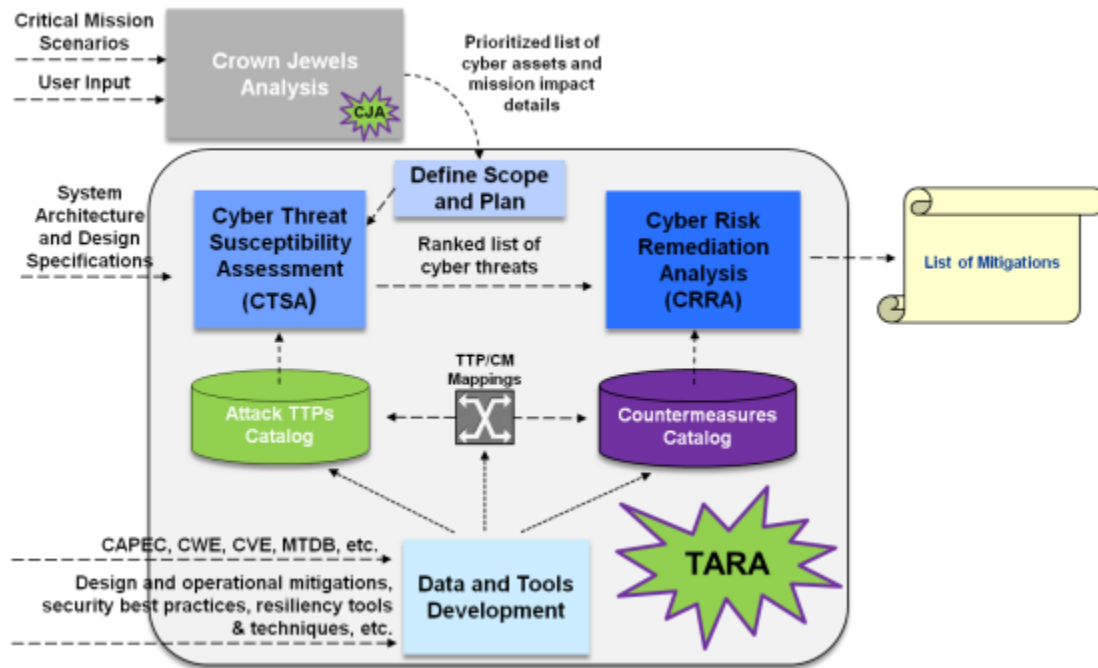 Critical Mission
Scenarios
User Input
Crown Jewels
Analysis
CJA
Prioritized list of
cyber assets and
mission impact
details
Define Scope
and Plan
System
Architecture
and Design
Specifications
Cyber Threat
Susceptibility
Assessment
(CTSA)
Ranked list of
cyber threats
Cyber Risk
Remediation
Analysis
(CRRA)
List of Mitigations
TTP/CM
Mappings
Attack TTPs
Catalog
Countermeasures
Catalog
CAPEC, CWE, CVE, MTDB, etc.
Design and operational mitigations,
security best practices, resiliency tools
& techniques, etc.
Data and Tools
Development
TARA